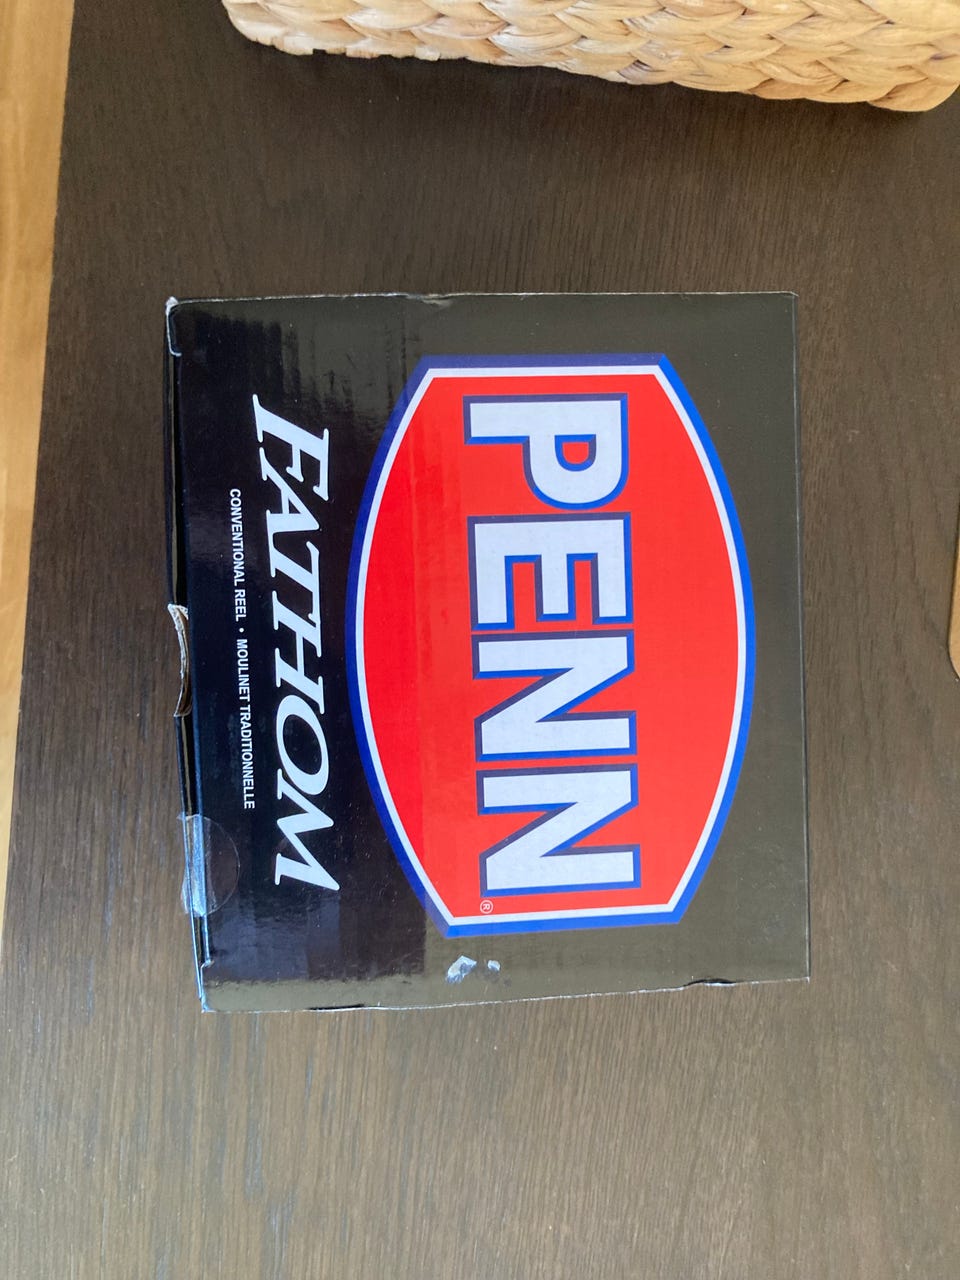 PENN®
FATHOM
CONVENTIONAL REEL • MOULINET TRADITIONNELLE